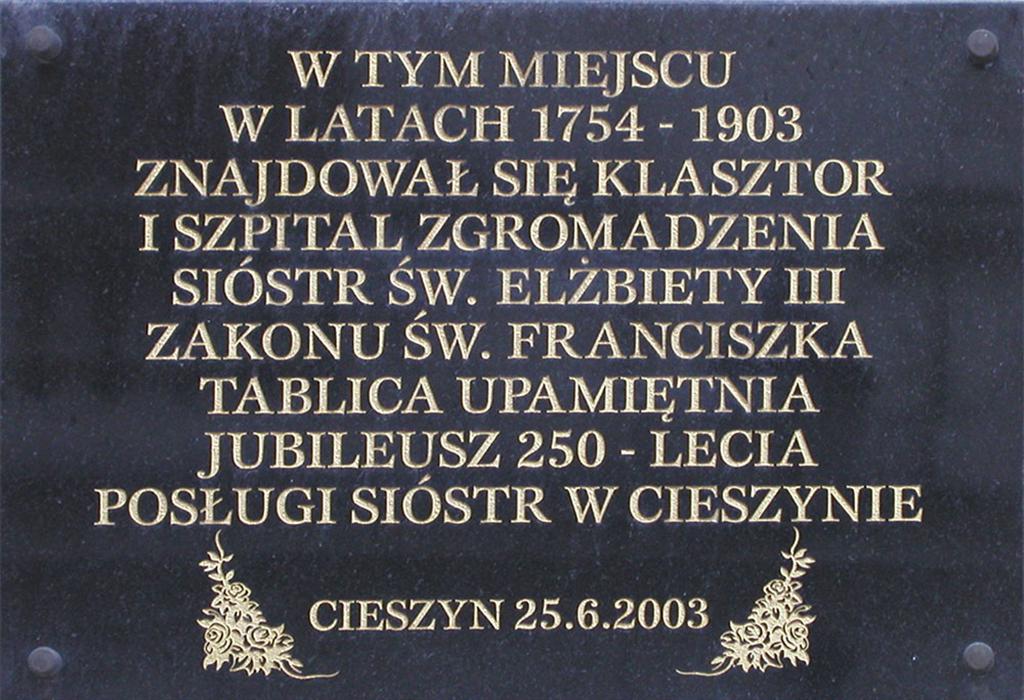 W TYM MIEJSCU
W LATACH 1754 - 1903
ZNAJDOWAŁ SIĘ KLASZTOR
I SZPITAL ZGROMADZENIA
SIÓSTR ŚW. ELŻBIETY III
ZAKONU ŚW. FRANCISZKA
TABLICA UPAMIĘTNIA
JUBILEUSZ 250 - LECIA
POSŁUGI SIÓSTR W CIESZYNIE
CIESZYN 25.6.2003